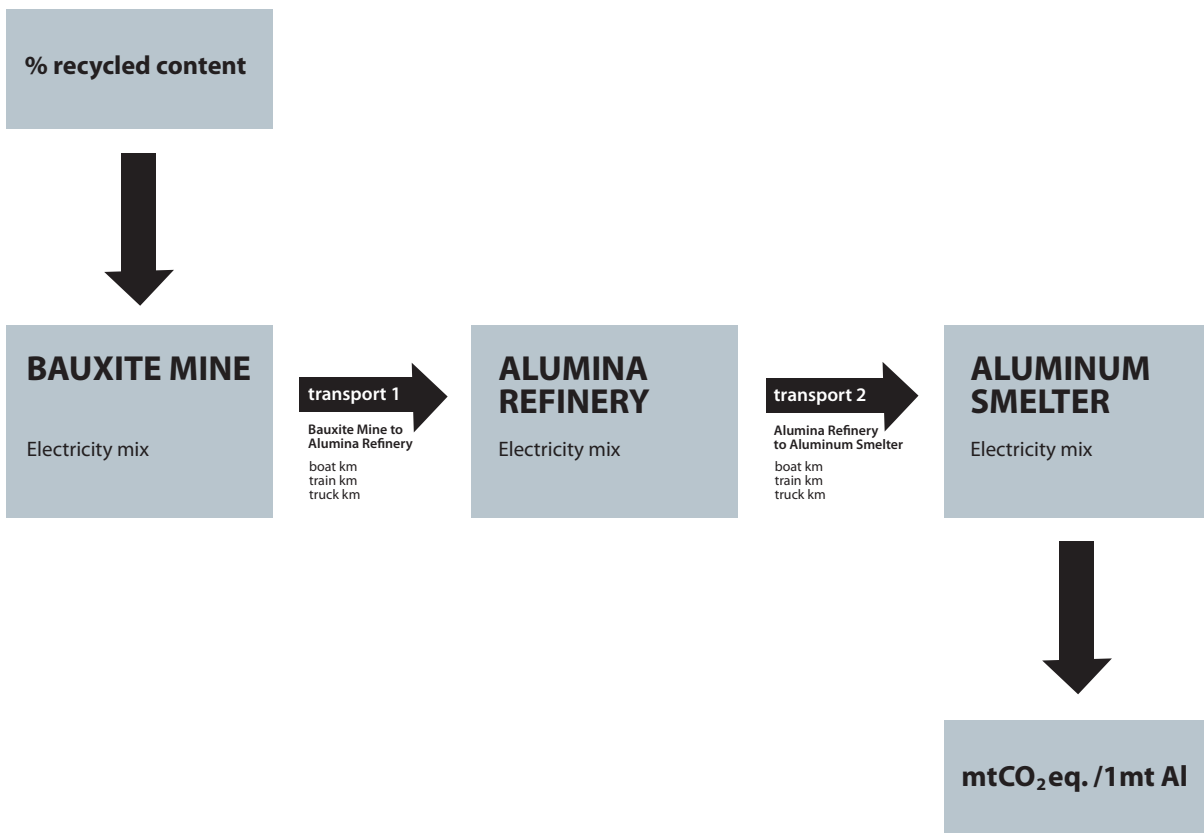 % recycled content
BAUXITE MINE
Electricity mix
transport 1
Bauxite Mine to
Alumina Refinery
boat km
train km
truck km
ALUMINA
REFINERY
Electricity mix
transport 2
Alumina Refinery
to Aluminum Smelter
boat km
train km
truck km
ALUMINUM
SMELTER
Electricity mix
mtCO₂eq./1mt Al